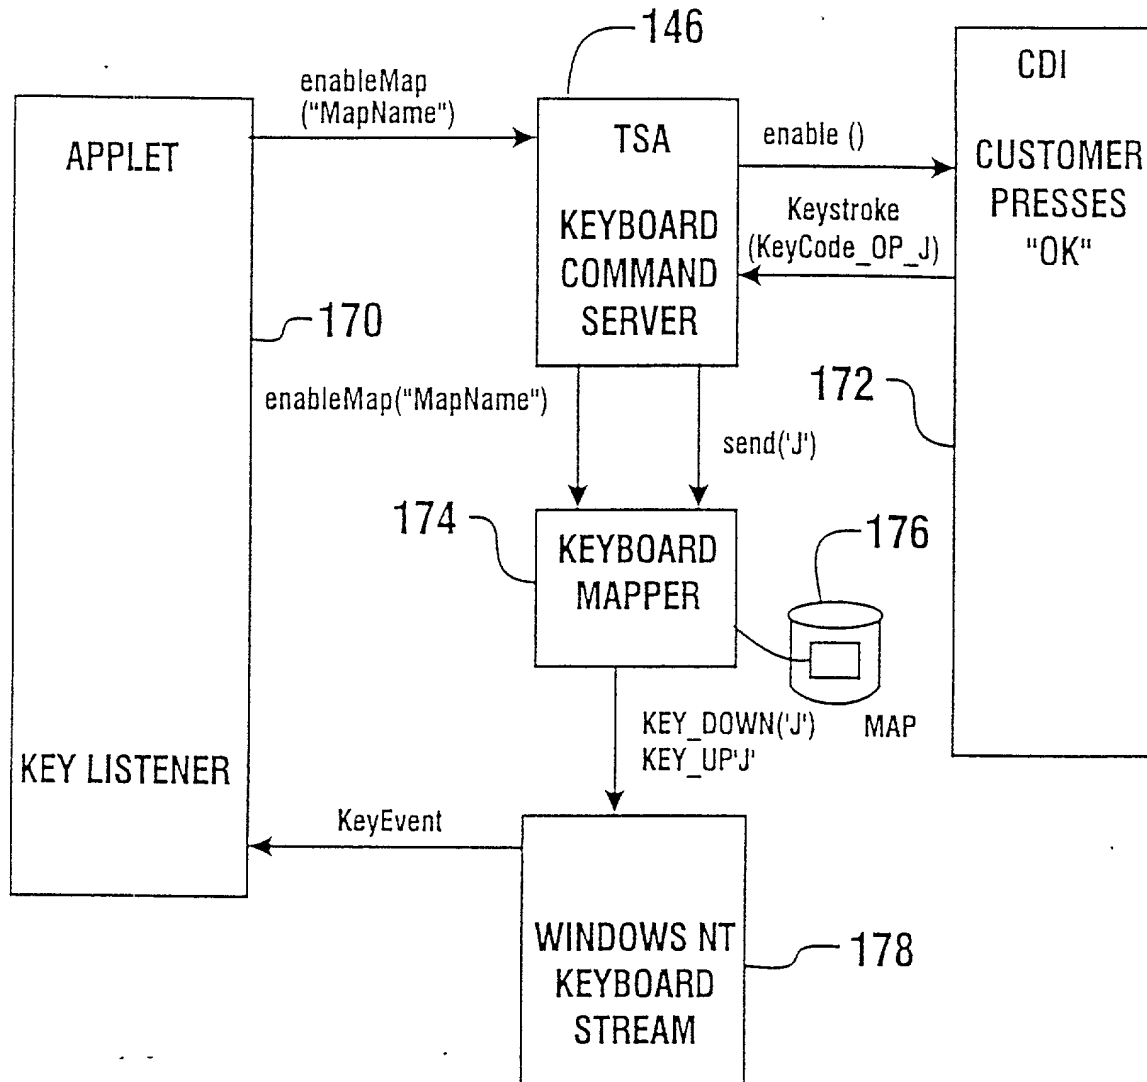 146
CDI
enableMap
("MapName")
APPLET
TSA
enable ()
CUSTOMER
PRESSES
"OK"
KEYBOARD
COMMAND
SERVER
Keystroke
(KeyCode_OP_J)
170
enableMap("MapName")
172
send('J')
174
KEYBOARD
MAPPER
176
KEY_DOWN('J')
KEY_UP'J'
MAP
KEY LISTENER
KeyEvent
WINDOWS NT
KEYBOARD
STREAM
178